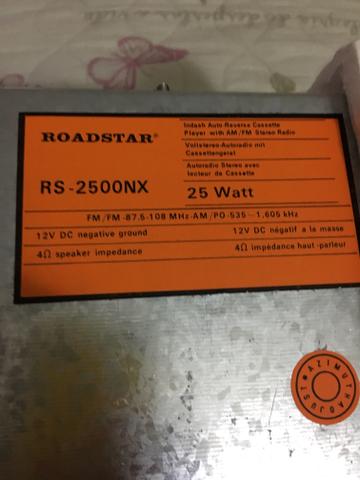 ROADSTAR®
RS-2500NX
Indash Auto-Reverse Cassette
Player with AM/FM Stereo Radio
Vollstereo-Autoradio mit
Cassettengerät
Autoradio Stereo avec
lecteur de Cassette
25 Watt
FM/FM-87.5-108 MHz-AM/PO-535-1,605 kHz
12V DC negative ground
12V DC négatif a la masse
4Ω speaker impedance
4Ω impédance haut-parleur
AZIMUTH ADJUST